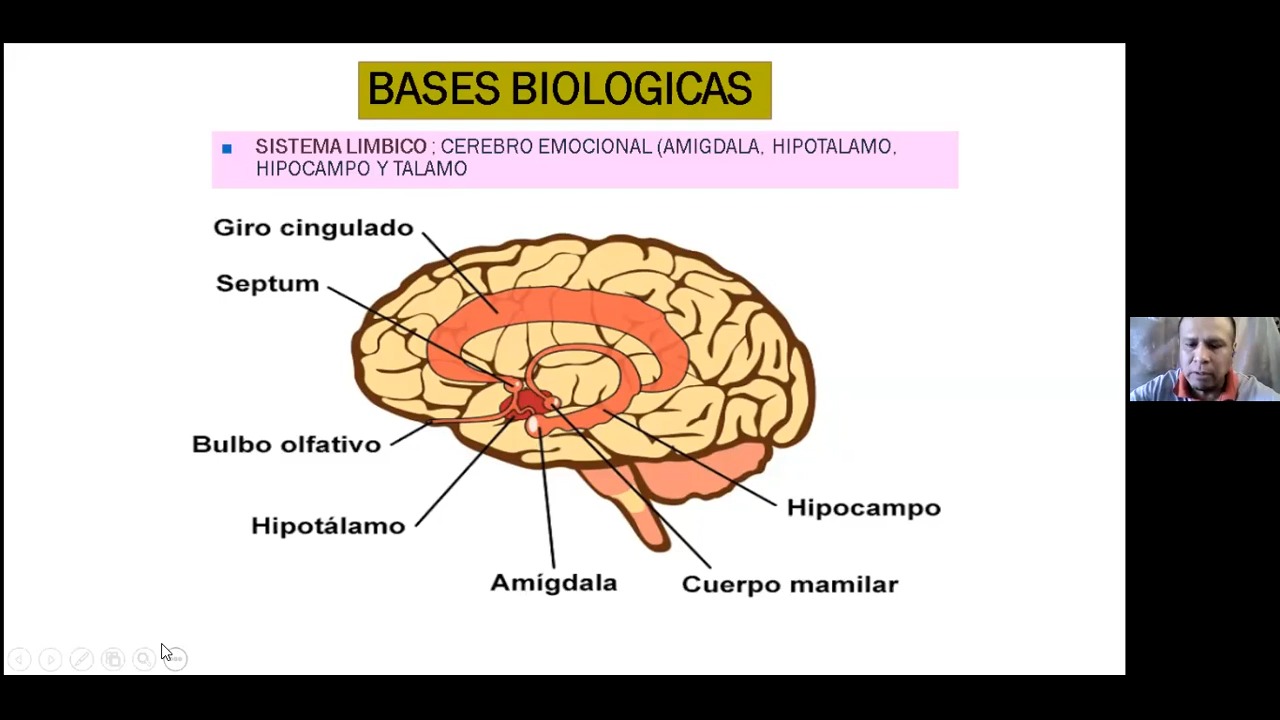 BASES BIOLOGICAS
SISTEMA LIMBICO : CEREBRO EMOCIONAL (AMIGDALA, HIPOTALAMO,
HIPOCAMPO Y TALAMO
Giro cingulado
Septum
Bulbo olfativo
Hipotálamo
Hipocampo
Amígdala
Cuerpo mamilar